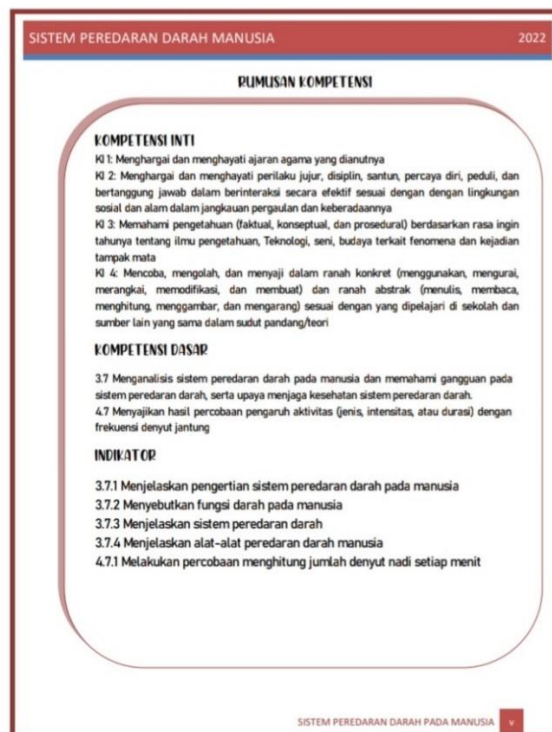 SISTEM PEREDARAN DARAH MANUSIA 2022
RUMUSAN KOMPETENSI
KOMPETENSI INTI
KI 1: Menghargai dan menghayati ajaran agama yang dianutnya
KI 2: Menghargai dan menghayati perilaku jujur, disiplin, santun, percaya diri, peduli, dan
bertanggung jawab dalam berinteraksi secara efektif sesuai dengan dengan lingkungan
sosial dan alam dalam jangkauan pergaulan dan keberadaannya
KI 3: Memahami pengetahuan (faktual, konseptual, dan prosedural) berdasarkan rasa ingin
tahunya tentang ilmu pengetahuan, Teknologi, seni, budaya terkait fenomena dan kejadian
tampak mata
KI 4: Mencoba, mengolah, dan menyaji dalam ranah konkret (menggunakan, mengurai,
merangkai, memodifikasi, dan membuat) dan ranah abstrak (menulis, membaca,
menghitung, menggambar, dan mengarang) sesuai dengan yang dipelajari di sekolah dan
sumber lain yang sama dalam sudut pandang/teori
KOMPETENSI DASAR
3.7 Menganalisis sistem peredaran darah pada manusia dan memahami gangguan pada
sistem peredaran darah, serta upaya menjaga kesehatan sistem peredaran darah.
4.7 Menyajikan hasil percobaan pengaruh aktivitas (jenis, intensitas, atau durasi) dengan
frekuensi denyut jantung
INDIKATOR
3.7.1 Menjelaskan pengertian sistem peredaran darah pada manusia
3.7.2 Menyebutkan fungsi darah pada manusia
3.7.3 Menjelaskan sistem peredaran darah
3.7.4 Menjelaskan alat-alat peredaran darah manusia
4.7.1 Melakukan percobaan menghitung jumlah denyut nadi setiap menit
SISTEM PEREDARAN DARAH PADA MANUSIA v